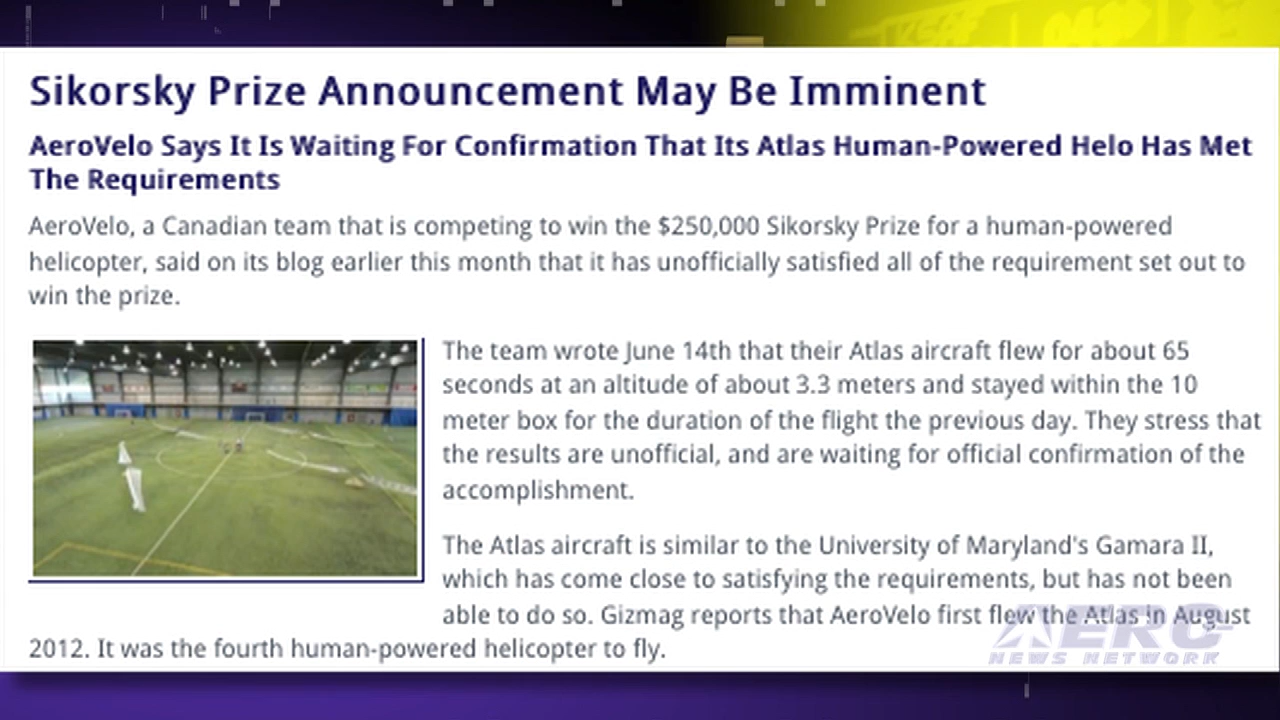 Sikorsky Prize Announcement May Be Imminent
AeroVelo Says It Is Waiting For Confirmation That Its Atlas Human-Powered Helo Has Met
The Requirements
AeroVelo, a Canadian team that is competing to win the $250,000 Sikorsky Prize for a human-powered
helicopter, said on its blog earlier this month that it has unofficially satisfied all of the requirement set out to
win the prize.
The team wrote June 14th that their Atlas aircraft flew for about 65
seconds at an altitude of about 3.3 meters and stayed within the 10
meter box for the duration of the flight the previous day. They stress that
the results are unofficial, and are waiting for official confirmation of the
accomplishment.
The Atlas aircraft is similar to the University of Maryland's Gamara II,
which has come close to satisfying the requirements, but has not been
able to do so. Gizmag reports that AeroVelo first flew the Atlas in August
2012. It was the fourth human-powered helicopter to fly.
AERO
NEWS NETWORK